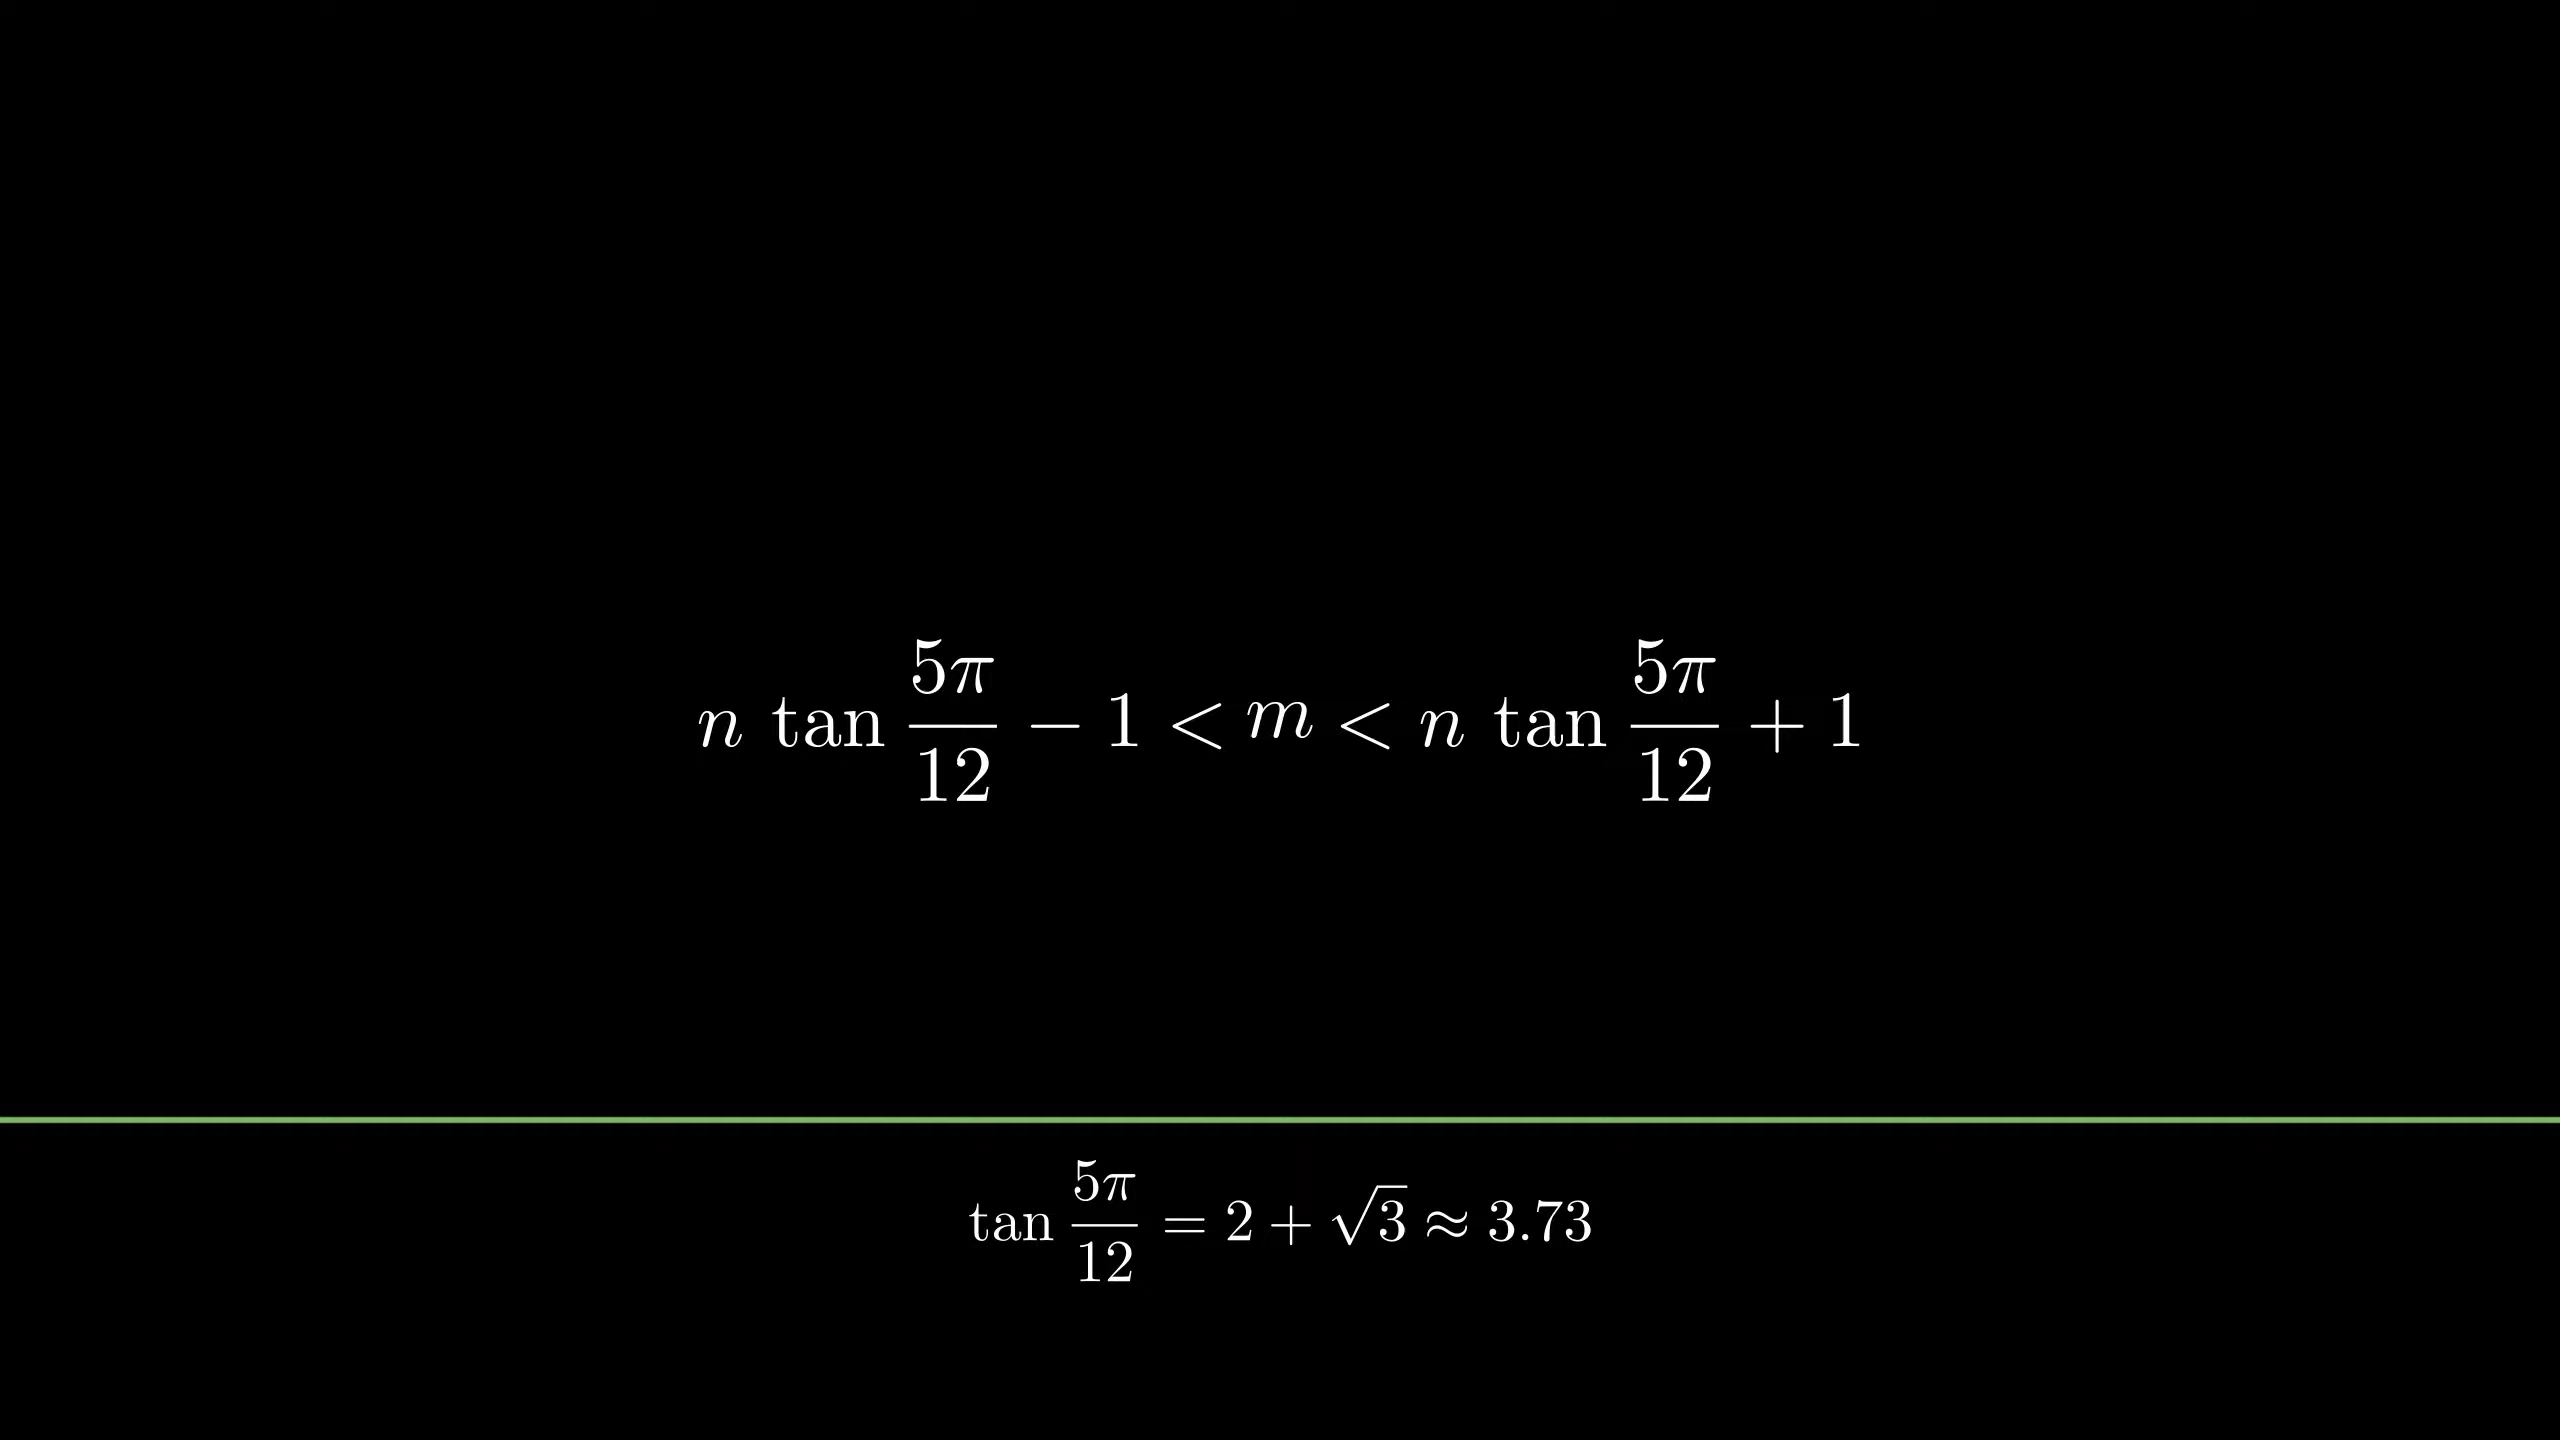 n tan 5π/12 − 1 < m < n tan 5π/12 + 1
tan 5π/12 = 2 + √3 ≈ 3.73